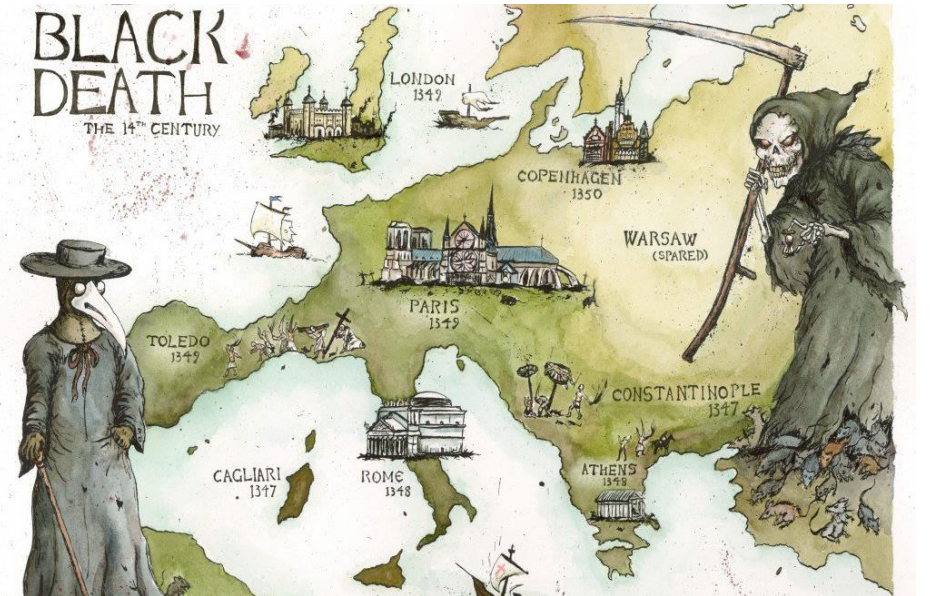 BLACK
DEATH
THE 14TH CENTURY
LONDON
1349
COPENHAGEN
1350
WARSAW
(SPARED)
PARIS
1349
TOLEDO
1349
CONSTANTINOPLE
1347
CAGLIARI
1347
ROME
1348
ATHENS
1348